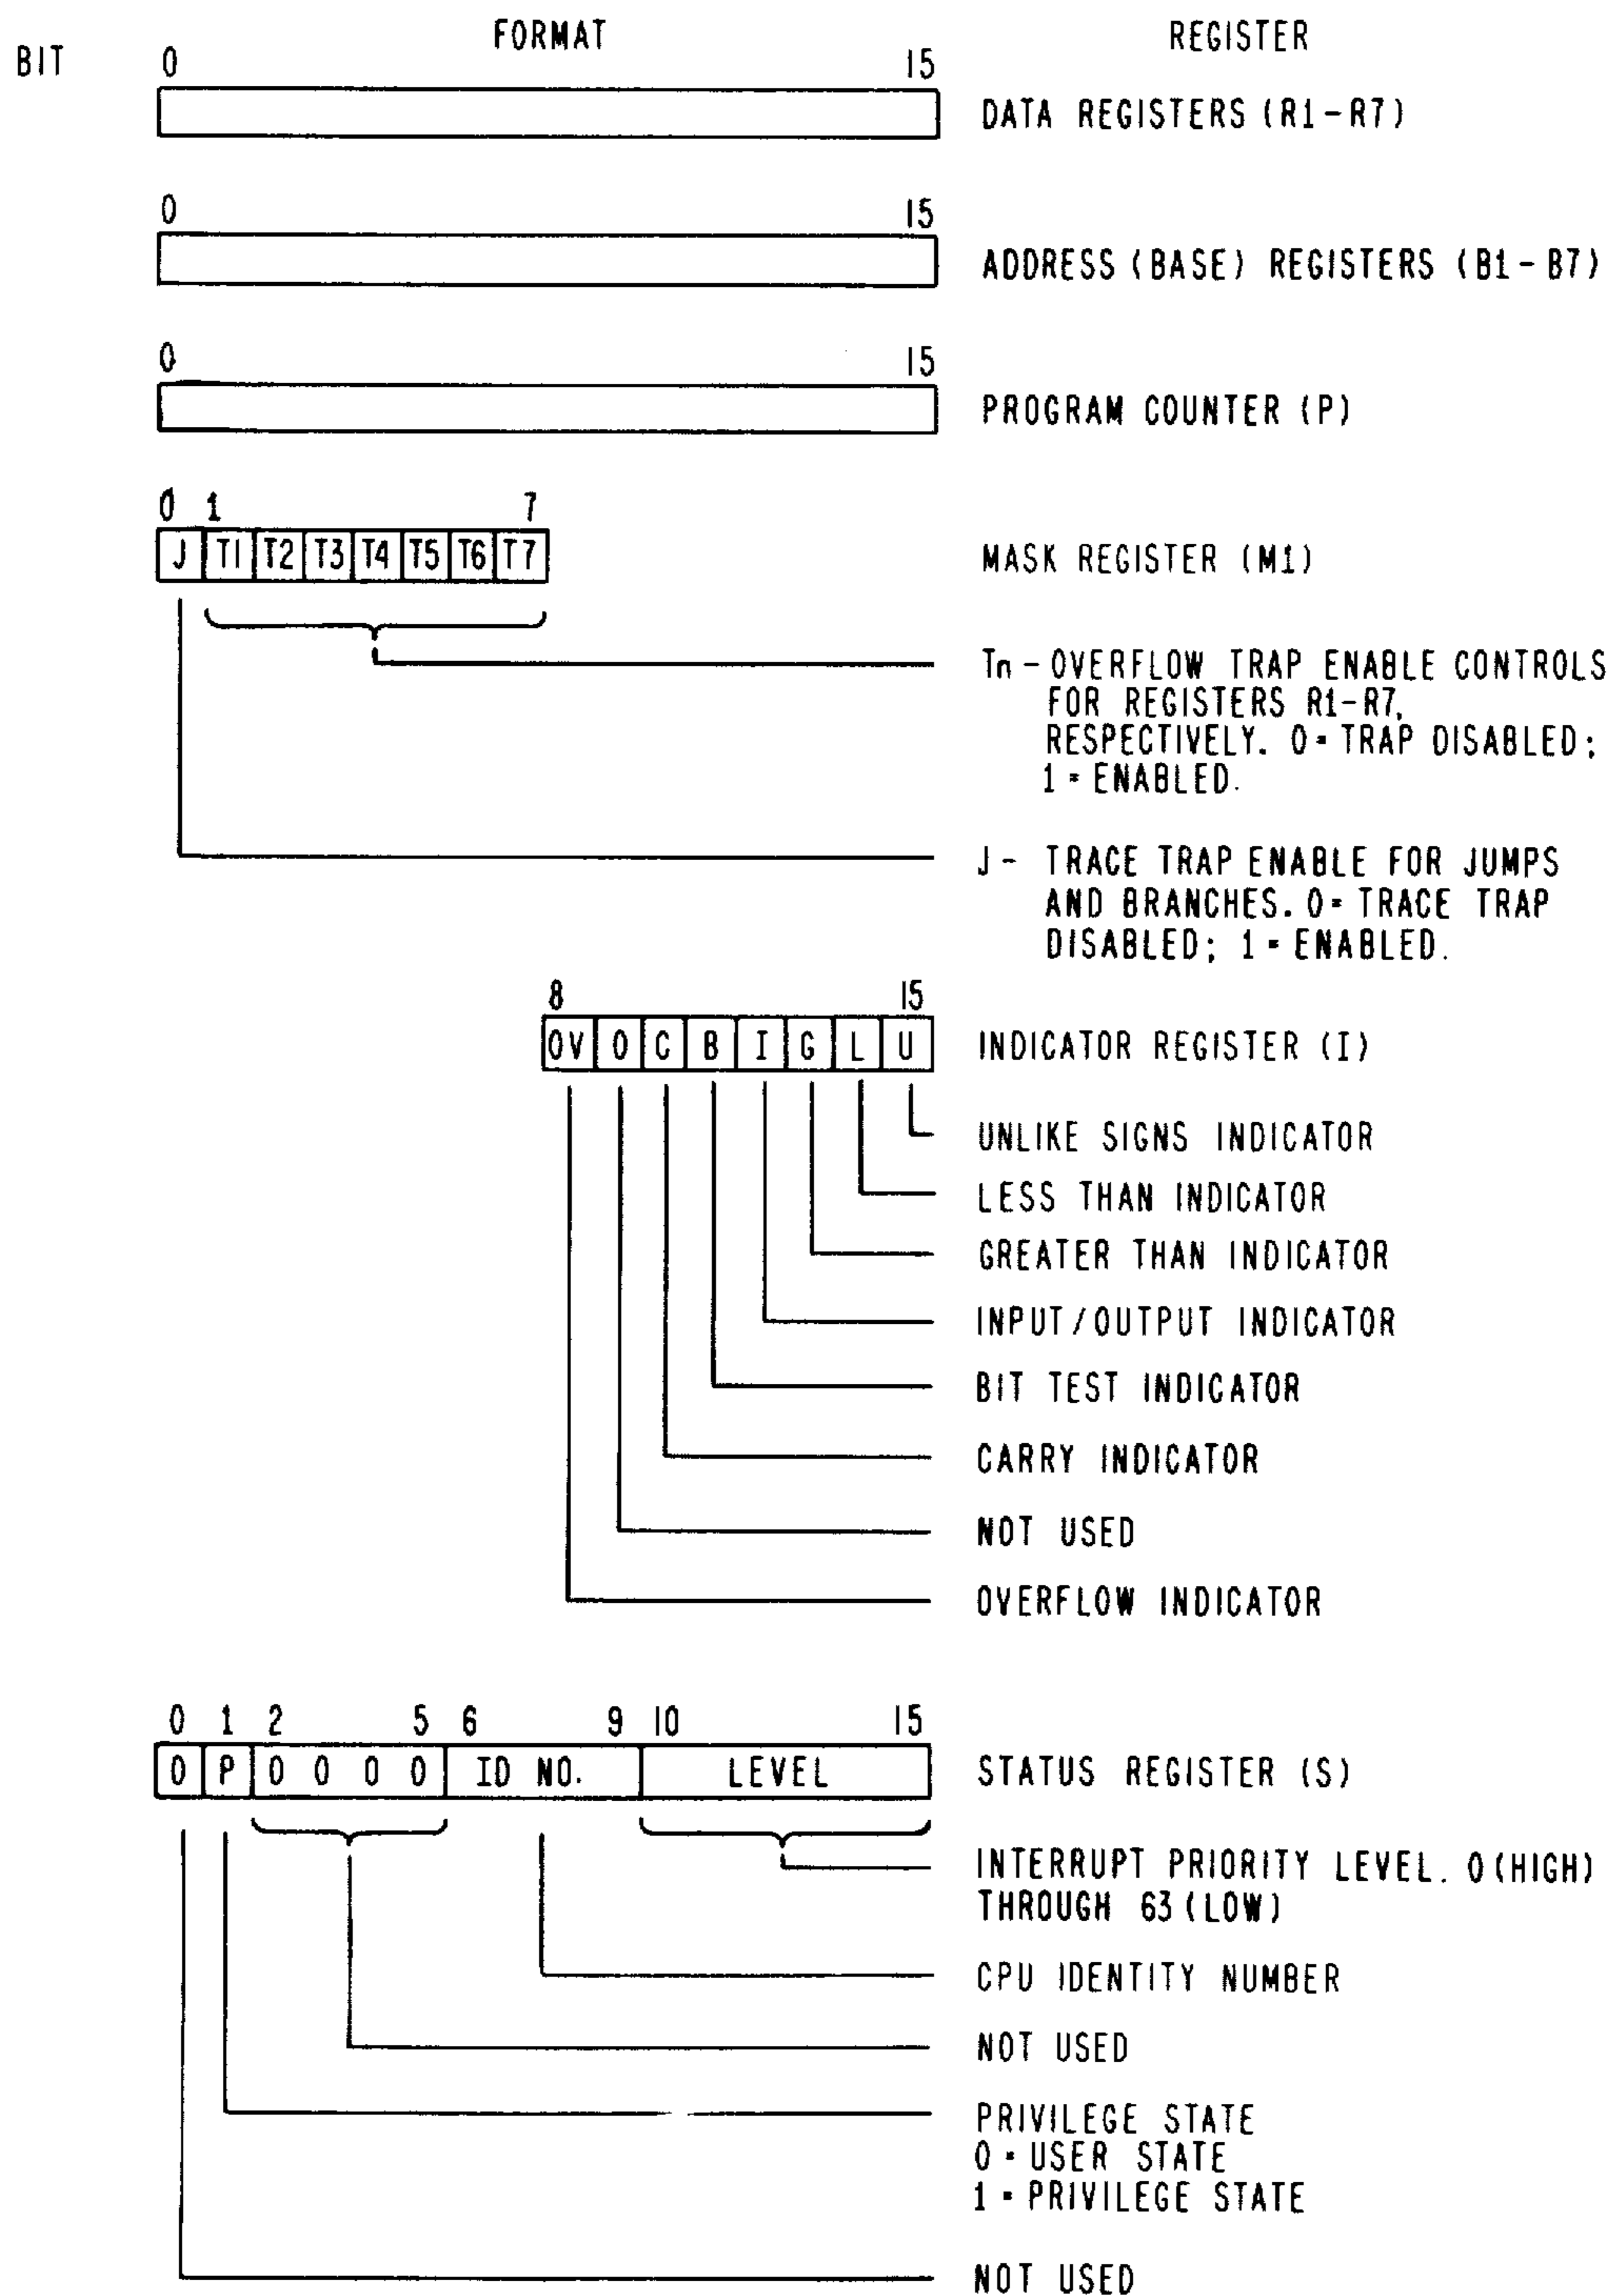 FORMAT REGISTER
BIT 0 15
DATA REGISTERS (R1-R7)
0 15
ADDRESS (BASE) REGISTERS (B1-B7)
0 15
PROGRAM COUNTER (P)
0 1 7
J T1 T2 T3 T4 T5 T6 T7 MASK REGISTER (M1)
Tn - OVERFLOW TRAP ENABLE CONTROLS
FOR REGISTERS R1-R7,
RESPECTIVELY. 0 = TRAP DISABLED;
1 = ENABLED.
J - TRACE TRAP ENABLE FOR JUMPS
AND BRANCHES. 0 = TRACE TRAP
DISABLED; 1 = ENABLED.
8 15
OV 0 C B I G L U INDICATOR REGISTER (I)
UNLIKE SIGNS INDICATOR
LESS THAN INDICATOR
GREATER THAN INDICATOR
INPUT/OUTPUT INDICATOR
BIT TEST INDICATOR
CARRY INDICATOR
NOT USED
OVERFLOW INDICATOR
0 1 2 5 6 9 10 15
0 P 0 0 0 0 ID NO. LEVEL STATUS REGISTER (S)
INTERRUPT PRIORITY LEVEL. 0 (HIGH)
THROUGH 63 (LOW)
CPU IDENTITY NUMBER
NOT USED
PRIVILEGE STATE
0 = USER STATE
1 = PRIVILEGE STATE
NOT USED